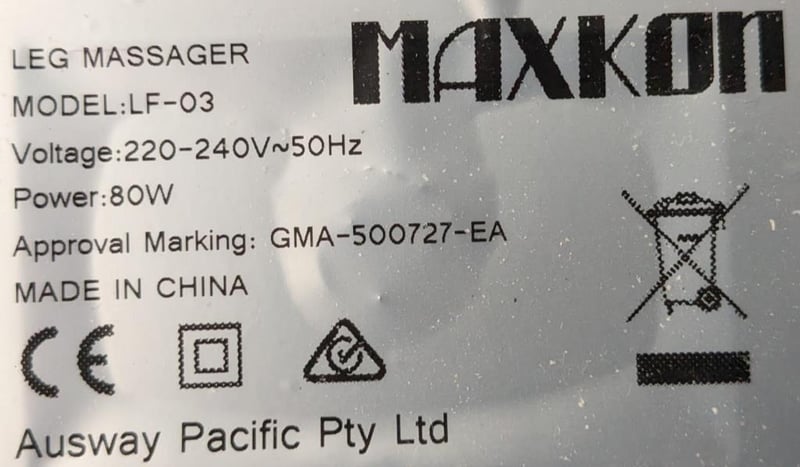 MAXKON
LEG MASSAGER
MODEL:LF-03
Voltage:220-240V~50Hz
Power:80W
Approval Marking: GMA-500727-EA
MADE IN CHINA
CE
Ausway Pacific Pty Ltd